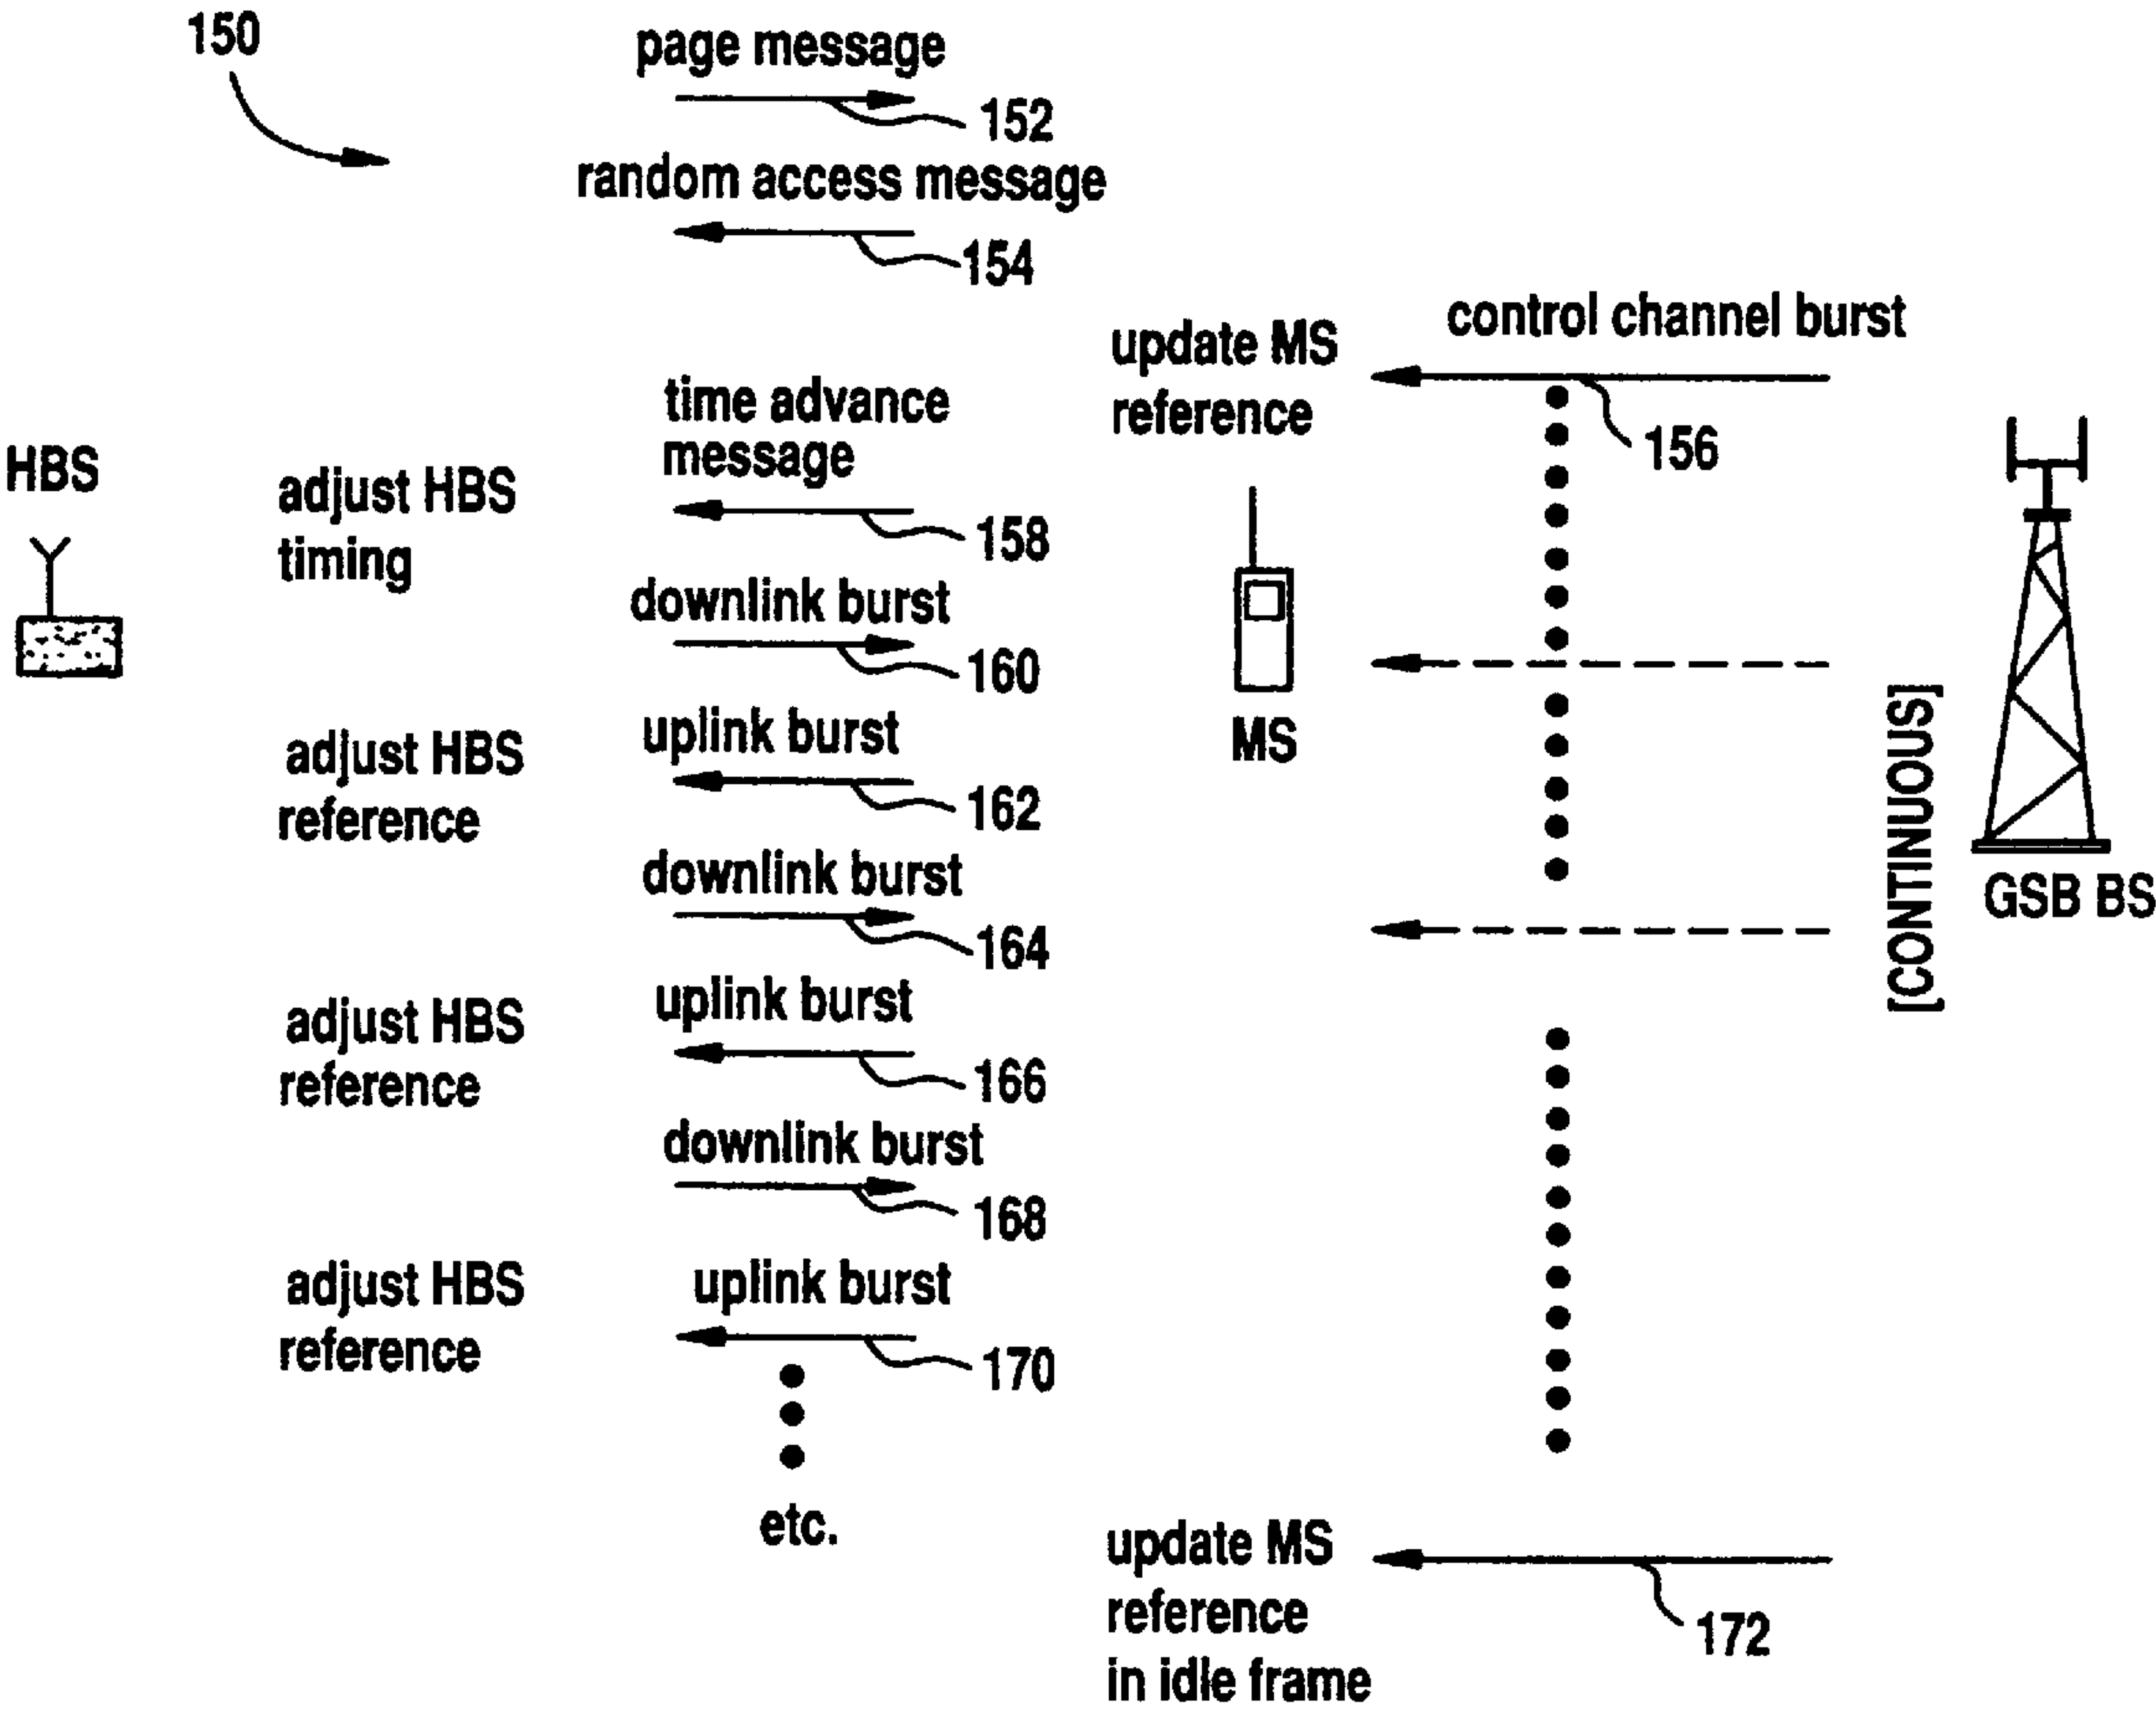 150
page message
152
random access message
154
control channel burst
update MS
reference
156
time advance
message
HBS
adjust HBS
timing
158
downlink burst
160
uplink burst
MS
adjust HBS
reference
162
downlink burst
[CONTINUOUS]
GSB BS
164
uplink burst
adjust HBS
reference
166
downlink burst
168
adjust HBS
reference
uplink burst
170
etc.
update MS
reference
in idle frame
172